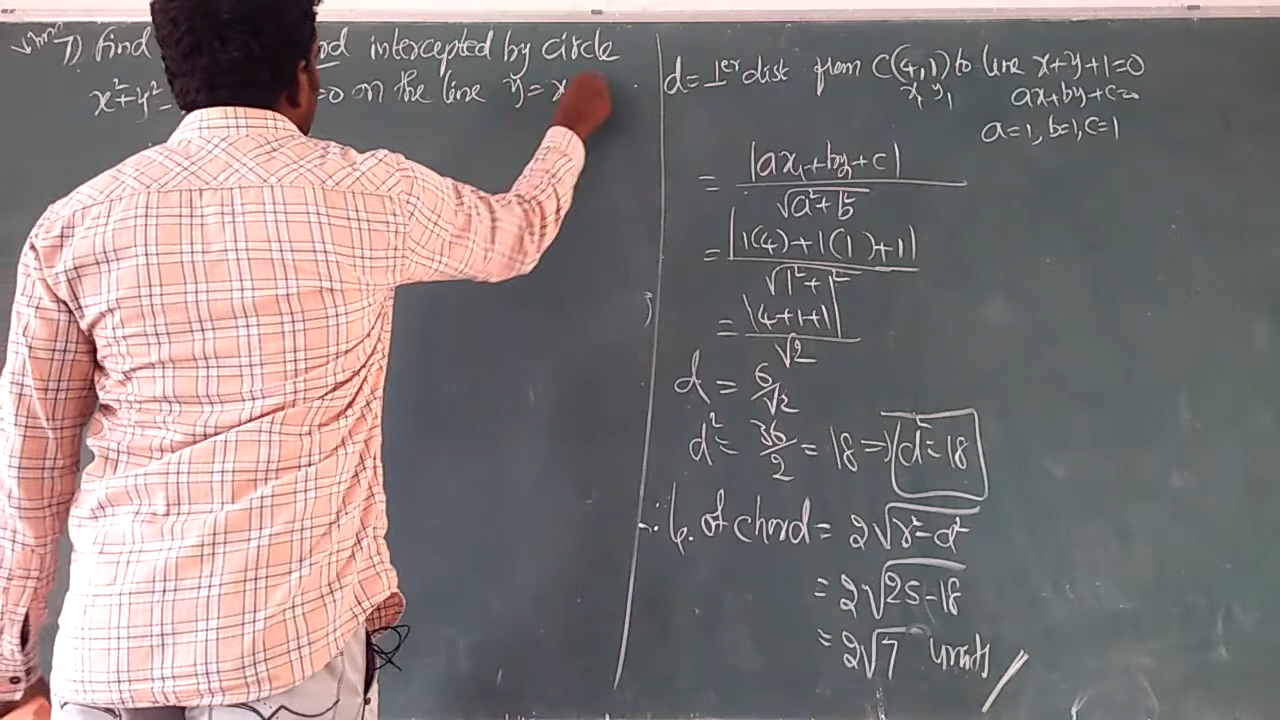 7) Find rd intercepted by circle
x²+y²- =0 on the line y=x
d = ⊥er dist from C(4,1) to line x+y+1=0
x₁ y₁ ax+by+c=0
a=1, b=1, c=1
= |ax₁+by₁+c| / √a²+b²
= |1(4)+1(1)+1| / √1²+1²
= |4+1+1| / √2
d = 6/√2
d² = 36/2 = 18 ⇒ d²=18
∴ of chord = 2√r²-d²
= 2√25-18
= 2√7 units